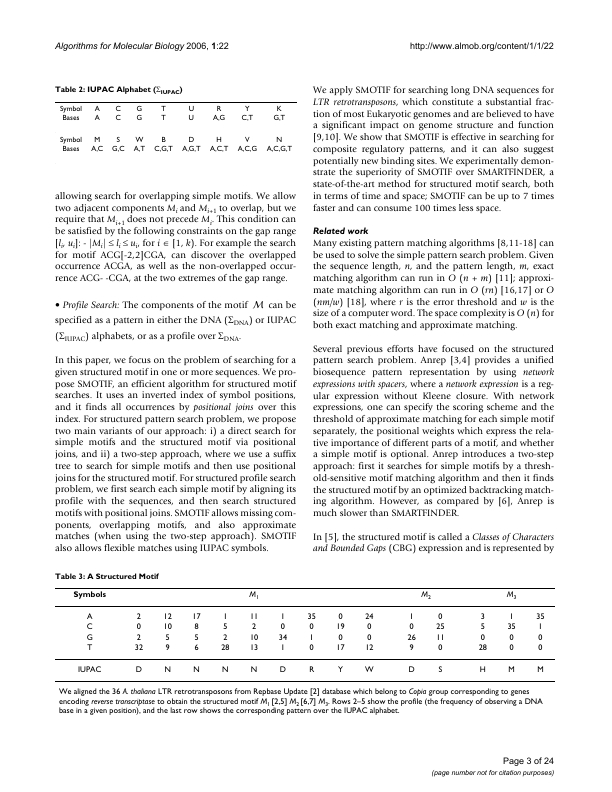 Algorithms for Molecular Biology 2006, 1:22
http://www.almob.org/content/1/1/22
Table 2: IUPAC Alphabet (Σ_IUPAC)
Symbol A C G T U R Y K
Bases A C G T U A,G C,T G,T
Symbol M S W B D H V N
Bases A,C G,C A,T C,G,T A,G,T A,C,T A,C,G A,C,G,T
allowing search for overlapping simple motifs. We allow
two adjacent components M_i and M_i+1 to overlap, but we
require that M_i+1 does not precede M_i. This condition can
be satisfied by the following constraints on the gap range
[l_i, u_i]: - |M_i| ≤ l_i ≤ u_i, for i ∈ [1, k). For example the search
for motif ACG[-2,2]CGA, can discover the overlapped
occurrence ACGA, as well as the non-overlapped occur-
rence ACG- -CGA, at the two extremes of the gap range.
• Profile Search: The components of the motif ℳ can be
specified as a pattern in either the DNA (Σ_DNA) or IUPAC
(Σ_IUPAC) alphabets, or as a profile over Σ_DNA.
In this paper, we focus on the problem of searching for a
given structured motif in one or more sequences. We pro-
pose SMOTIF, an efficient algorithm for structured motif
searches. It uses an inverted index of symbol positions,
and it finds all occurrences by positional joins over this
index. For structured pattern search problem, we propose
two main variants of our approach: i) a direct search for
simple motifs and the structured motif via positional
joins, and ii) a two-step approach, where we use a suffix
tree to search for simple motifs and then use positional
joins for the structured motif. For structured profile search
problem, we first search each simple motif by aligning its
profile with the sequences, and then search structured
motifs with positional joins. SMOTIF allows missing com-
ponents, overlapping motifs, and also approximate
matches (when using the two-step approach). SMOTIF
also allows flexible matches using IUPAC symbols.
We apply SMOTIF for searching long DNA sequences for
LTR retrotransposons, which constitute a substantial frac-
tion of most Eukaryotic genomes and are believed to have
a significant impact on genome structure and function
[9,10]. We show that SMOTIF is effective in searching for
composite regulatory patterns, and it can also suggest
potentially new binding sites. We experimentally demon-
strate the superiority of SMOTIF over SMARTFINDER, a
state-of-the-art method for structured motif search, both
in terms of time and space; SMOTIF can be up to 7 times
faster and can consume 100 times less space.
Related work
Many existing pattern matching algorithms [8,11-18] can
be used to solve the simple pattern search problem. Given
the sequence length, n, and the pattern length, m, exact
matching algorithm can run in O (n + m) [11]; approxi-
mate matching algorithm can run in O (rn) [16,17] or O
(nm/w) [18], where r is the error threshold and w is the
size of a computer word. The space complexity is O (n) for
both exact matching and approximate matching.
Several previous efforts have focused on the structured
pattern search problem. Anrep [3,4] provides a unified
biosequence pattern representation by using network
expressions with spacers, where a network expression is a reg-
ular expression without Kleene closure. With network
expressions, one can specify the scoring scheme and the
threshold of approximate matching for each simple motif
separately, the positional weights which express the rela-
tive importance of different parts of a motif, and whether
a simple motif is optional. Anrep introduces a two-step
approach: first it searches for simple motifs by a thresh-
old-sensitive motif matching algorithm and then it finds
the structured motif by an optimized backtracking match-
ing algorithm. However, as compared by [6], Anrep is
much slower than SMARTFINDER.
In [5], the structured motif is called a Classes of Characters
and Bounded Gaps (CBG) expression and is represented by
Table 3: A Structured Motif
Symbols M_1 M_2 M_3
A 2 12 17 1 11 1 35 0 24 1 0 3 1 35
C 0 10 8 5 2 0 0 19 0 0 25 5 35 1
G 2 5 5 2 10 34 1 0 0 26 11 0 0 0
T 32 9 6 28 13 1 0 17 12 9 0 28 0 0
IUPAC D N N N N D R Y W D S H M M
We aligned the 36 A. thaliana LTR retrotransposons from Repbase Update [2] database which belong to Copia group corresponding to genes
encoding reverse transcriptase to obtain the structured motif M_1 [2,5] M_2 [6,7] M_3. Rows 2–5 show the profile (the frequency of observing a DNA
base in a given position), and the last row shows the corresponding pattern over the IUPAC alphabet.
Page 3 of 24
(page number not for citation purposes)